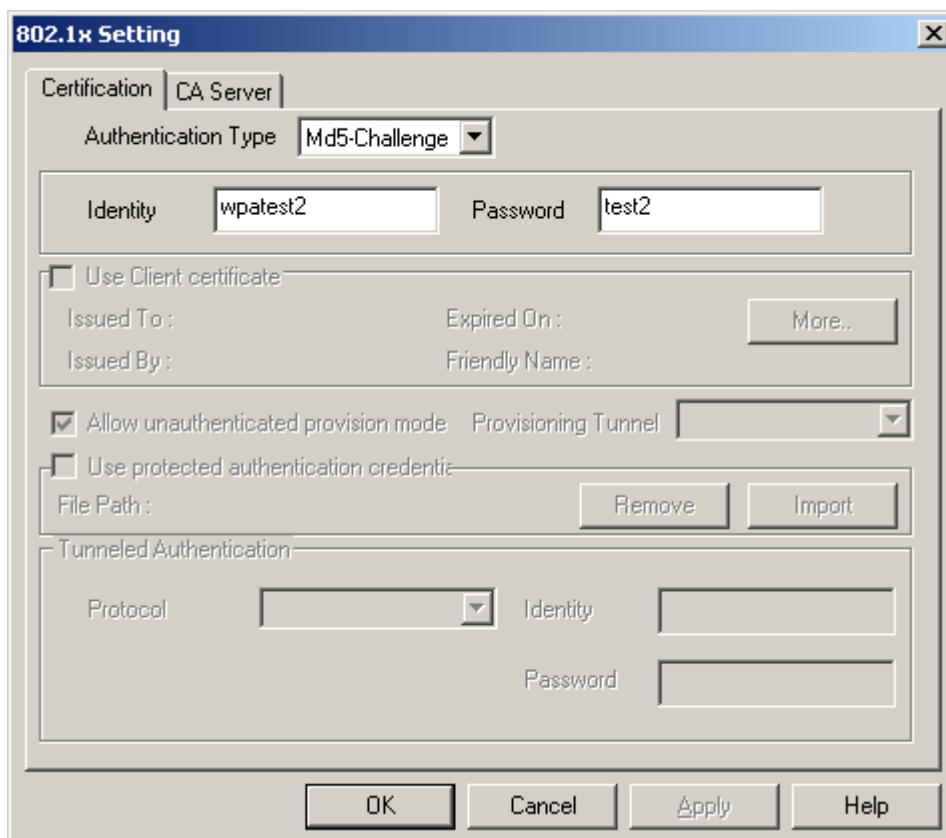 802.1x Setting
Certification CA Server
Authentication Type Md5-Challenge
Identity wpatest2 Password test2
Use Client certificate
Issued To : Expired On : More..
Issued By : Friendly Name :
Allow unauthenticated provision mode Provisioning Tunnel
Use protected authentication credentia
File Path : Remove Import
Tunneled Authentication
Protocol Identity
Password
OK Cancel Apply Help